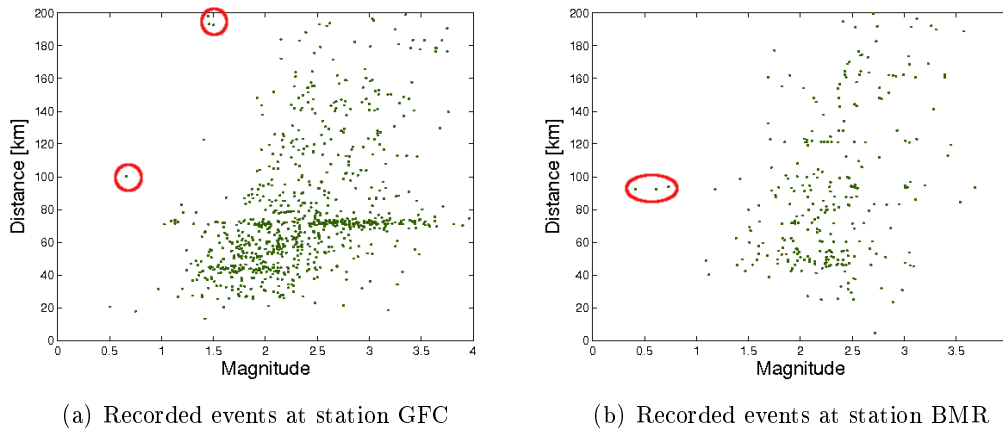 200
180
160
140
120
100
80
60
40
20
0
Distance [km]
0 0.5 1 1.5 2 2.5 3 3.5 4
Magnitude
(a) Recorded events at station GFC
200
180
160
140
120
100
80
60
40
20
0
Distance [km]
0 0.5 1 1.5 2 2.5 3 3.5
Magnitude
(b) Recorded events at station BMR